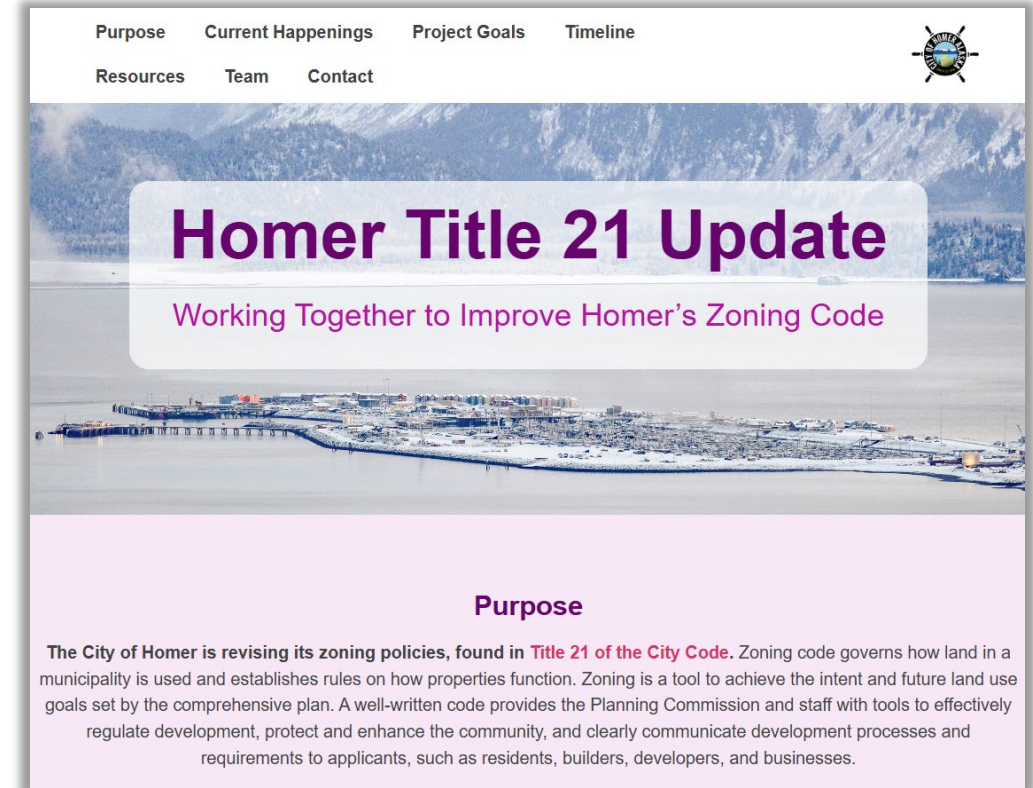 Purpose Current Happenings Project Goals Timeline
Resources Team Contact
CITY OF HOMER ALASKA
Homer Title 21 Update
Working Together to Improve Homer’s Zoning Code
Purpose
The City of Homer is revising its zoning policies, found in Title 21 of the City Code. Zoning code governs how land in a
municipality is used and establishes rules on how properties function. Zoning is a tool to achieve the intent and future land use
goals set by the comprehensive plan. A well-written code provides the Planning Commission and staff with tools to effectively
regulate development, protect and enhance the community, and clearly communicate development processes and
requirements to applicants, such as residents, builders, developers, and businesses.